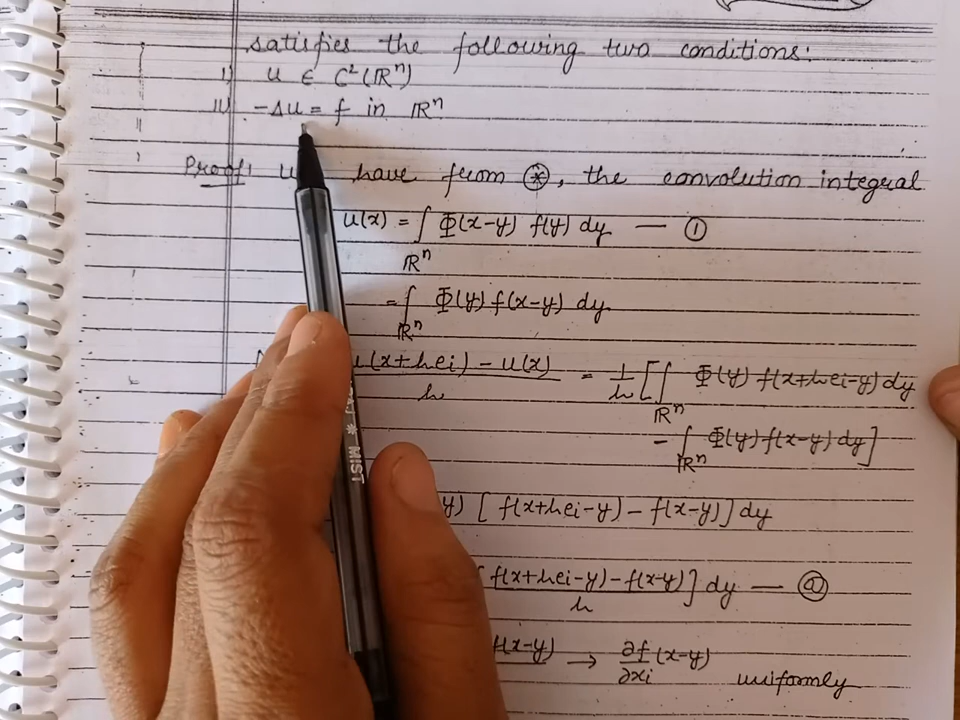 satisfies the following two conditions:
i) u ∈ C²(ℝⁿ)
ii) -Δu = f in ℝⁿ
Proof: have from ⊛, the convolution integral
u(x) = ∫ Φ(x-y) f(y) dy — ①
ℝⁿ
= ∫ Φ(y) f(x-y) dy
ℝⁿ
u(x+hei) - u(x) / h = 1/h [ ∫ Φ(y) f(x+hei-y) dy
ℝⁿ
- ∫ Φ(y) f(x-y) dy ]
ℝⁿ
y) [ f(x+hei-y) - f(x-y) ] dy
[ f(x+hei-y) - f(x-y) / h ] dy — ⓐ
f(x-y) → ∂f/∂xi (x-y) uniformly
MIST